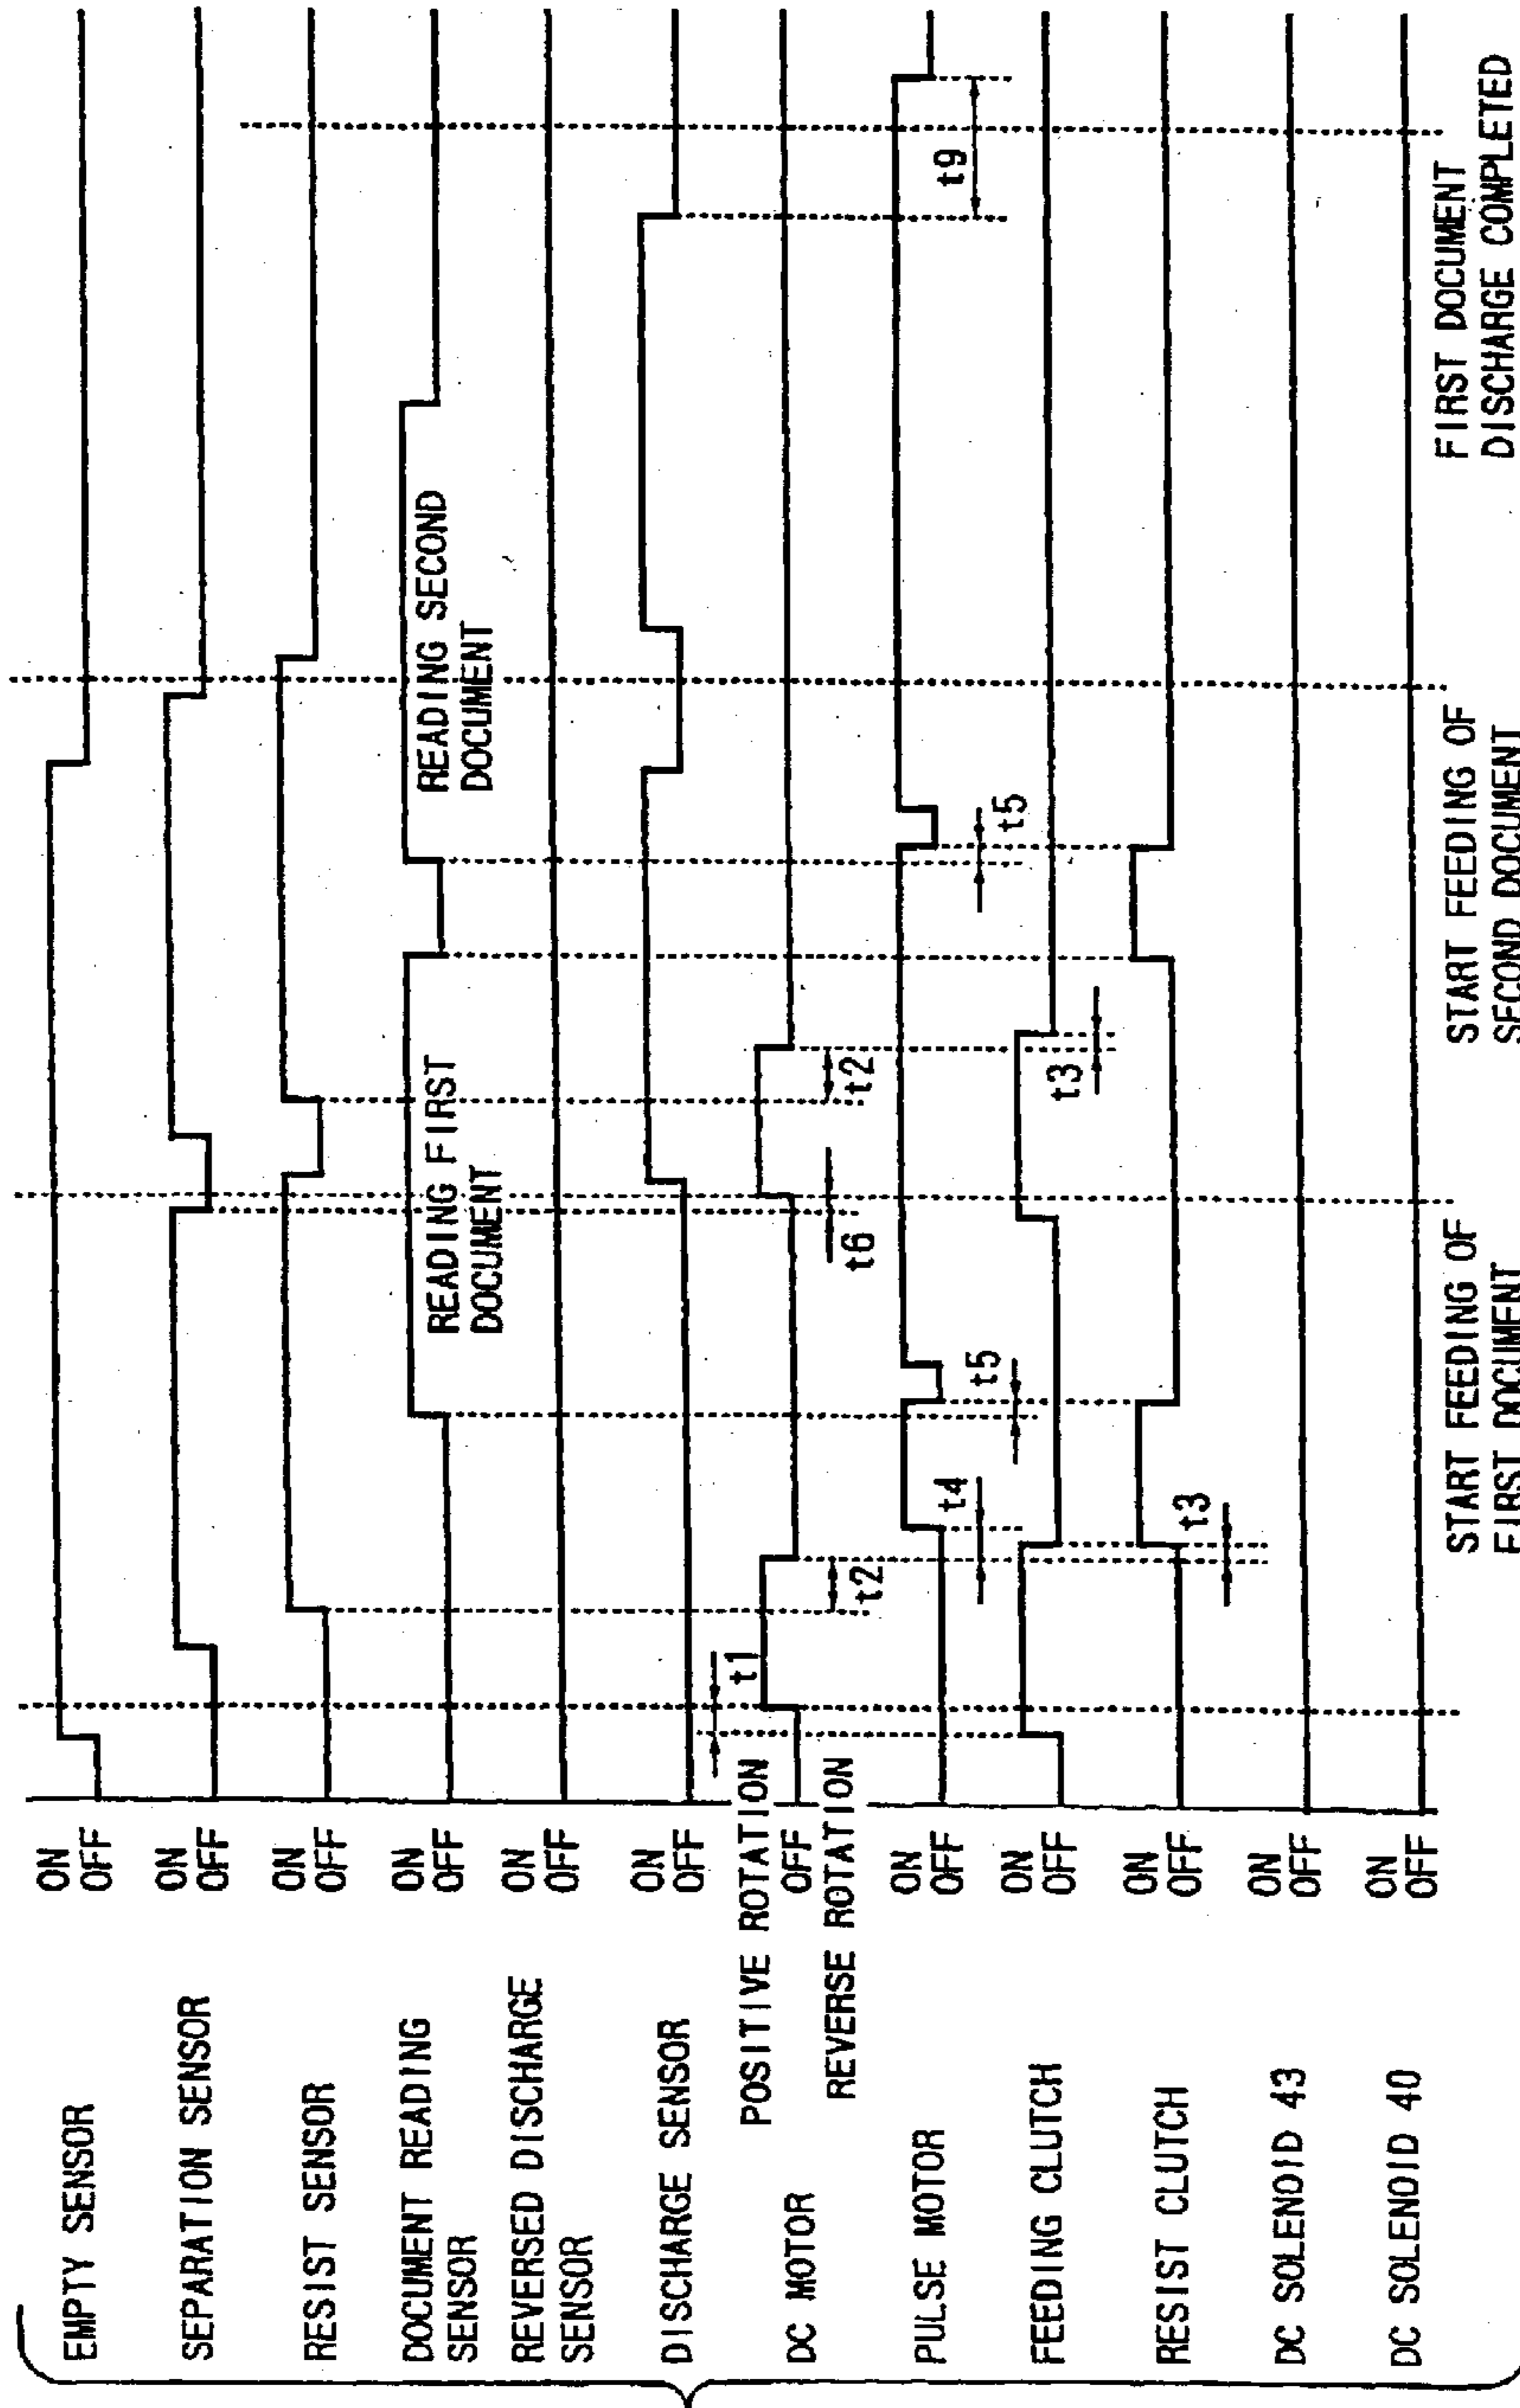 EMPTY SENSOR
ON
OFF
SEPARATION SENSOR
ON
OFF
RESIST SENSOR
ON
OFF
DOCUMENT READING
SENSOR
ON
OFF
READING FIRST
DOCUMENT
READING SECOND
DOCUMENT
REVERSED DISCHARGE
SENSOR
ON
OFF
DISCHARGE SENSOR
ON
OFF
t1
DC MOTOR
POSITIVE ROTATION
OFF
REVERSE ROTATION
t2
t6
t2
PULSE MOTOR
ON
OFF
t4
t5
t5
t9
FEEDING CLUTCH
ON
OFF
t3
RESIST CLUTCH
ON
OFF
t3
DC SOLENOID 43
ON
OFF
DC SOLENOID 40
ON
OFF
START FEEDING OF
FIRST DOCUMENT
START FEEDING OF
SECOND DOCUMENT
FIRST DOCUMENT
DISCHARGE COMPLETED